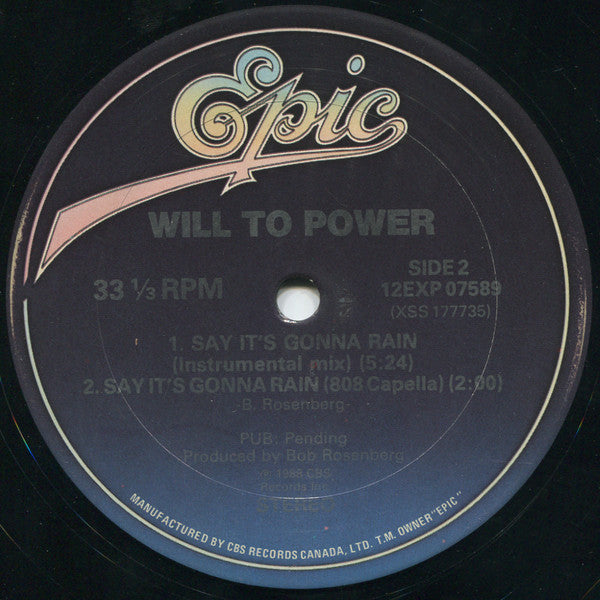 Epic
WILL TO POWER
33 ⅓ RPM
SIDE 2
12EXP 07589
(XSS 177735)
1. SAY IT'S GONNA RAIN
(Instrumental mix) (5:24)
2. SAY IT'S GONNA RAIN (808 Capella) (2:00)
-B. Rosenberg-
PUB: Pending
Produced by Bob Rosenberg
℗ 1988 CBS
Records Inc.
STEREO
MANUFACTURED BY CBS RECORDS CANADA, LTD. T.M. OWNER "EPIC"